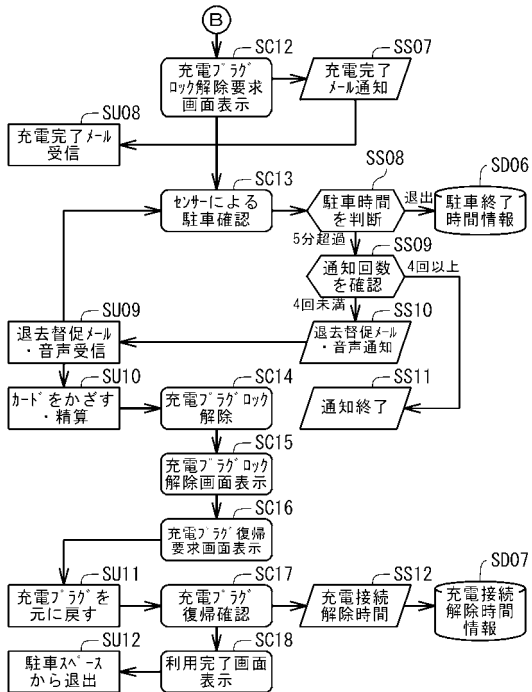 B
SC12
充電ﾌﾟﾗｸﾞ
ﾛｯｸ解除要求
画面表示
SS07
充電完了
ﾒｰﾙ通知
SU08
充電完了ﾒｰﾙ
受信
SC13
ｾﾝｻｰによる
駐車確認
SS08
駐車時間
を判断
退出
SD06
駐車終了
時間情報
5分超過
SS09
通知回数
を確認
4回以上
4回未満
SS10
退去督促ﾒｰﾙ
・音声通知
SU09
退去督促ﾒｰﾙ
・音声受信
SU10
ｶｰﾄﾞをかざす
・精算
SC14
充電ﾌﾟﾗｸﾞﾛｯｸ
解除
SS11
通知終了
SC15
充電ﾌﾟﾗｸﾞﾛｯｸ
解除画面表示
SC16
充電ﾌﾟﾗｸﾞ復帰
要求画面表示
SU11
充電ﾌﾟﾗｸﾞを
元に戻す
SC17
充電ﾌﾟﾗｸﾞ
復帰確認
SS12
充電接続
解除時間
SD07
充電接続
解除時間
情報
SU12
駐車ｽﾍﾟｰｽ
から退出
SC18
利用完了画面
表示